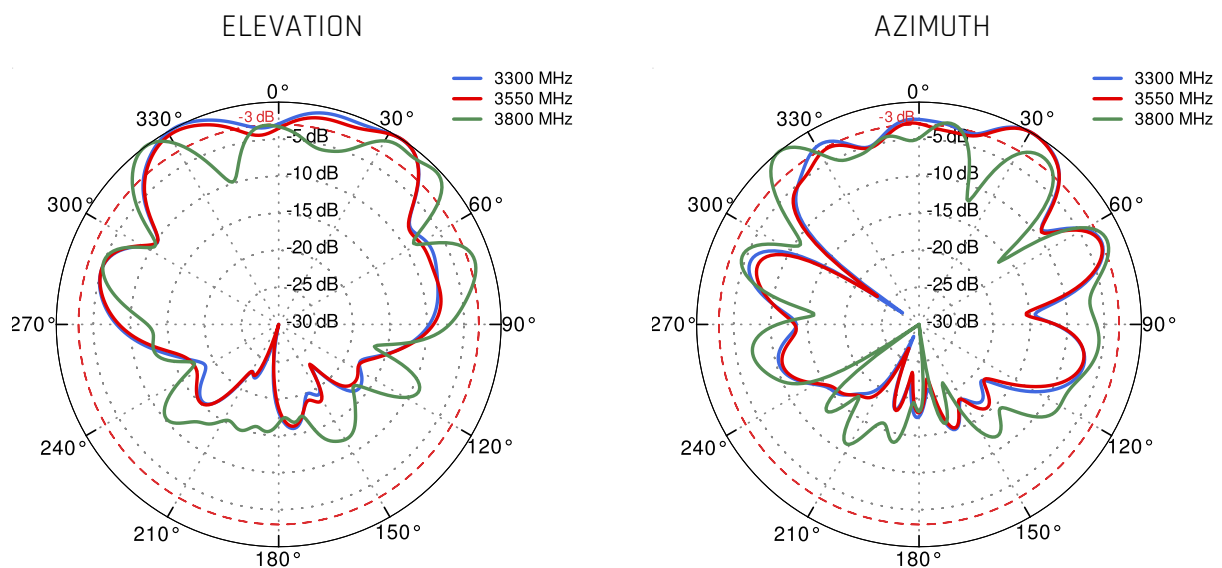 ELEVATION
AZIMUTH
3300 MHz
3550 MHz
3800 MHz
0°
30°
60°
90°
120°
150°
180°
210°
240°
270°
300°
330°
-3 dB
-5 dB
-10 dB
-15 dB
-20 dB
-25 dB
-30 dB
3300 MHz
3550 MHz
3800 MHz
0°
30°
60°
90°
120°
150°
180°
210°
240°
270°
300°
330°
-3 dB
-5dB
-10 dB
-15 dB
-20 dB
-25 dB
-30 dB